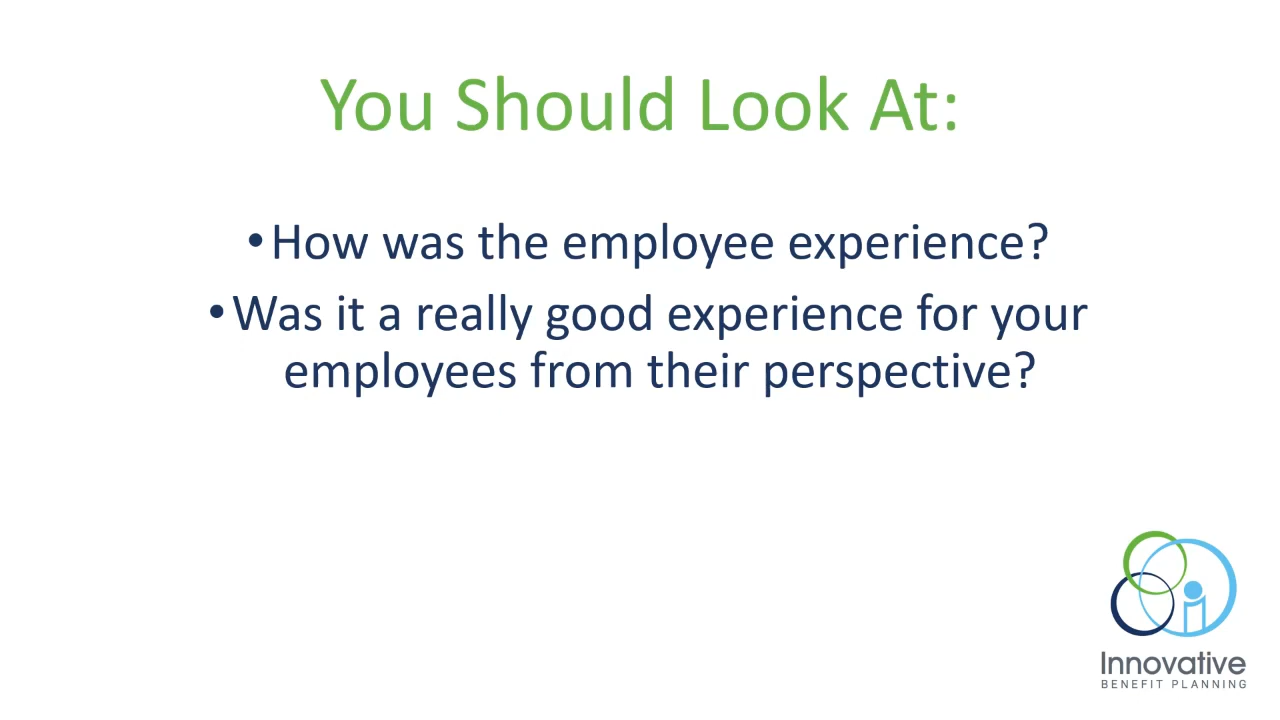 You Should Look At:
•How was the employee experience?
•Was it a really good experience for your
employees from their perspective?
Innovative
BENEFIT PLANNING